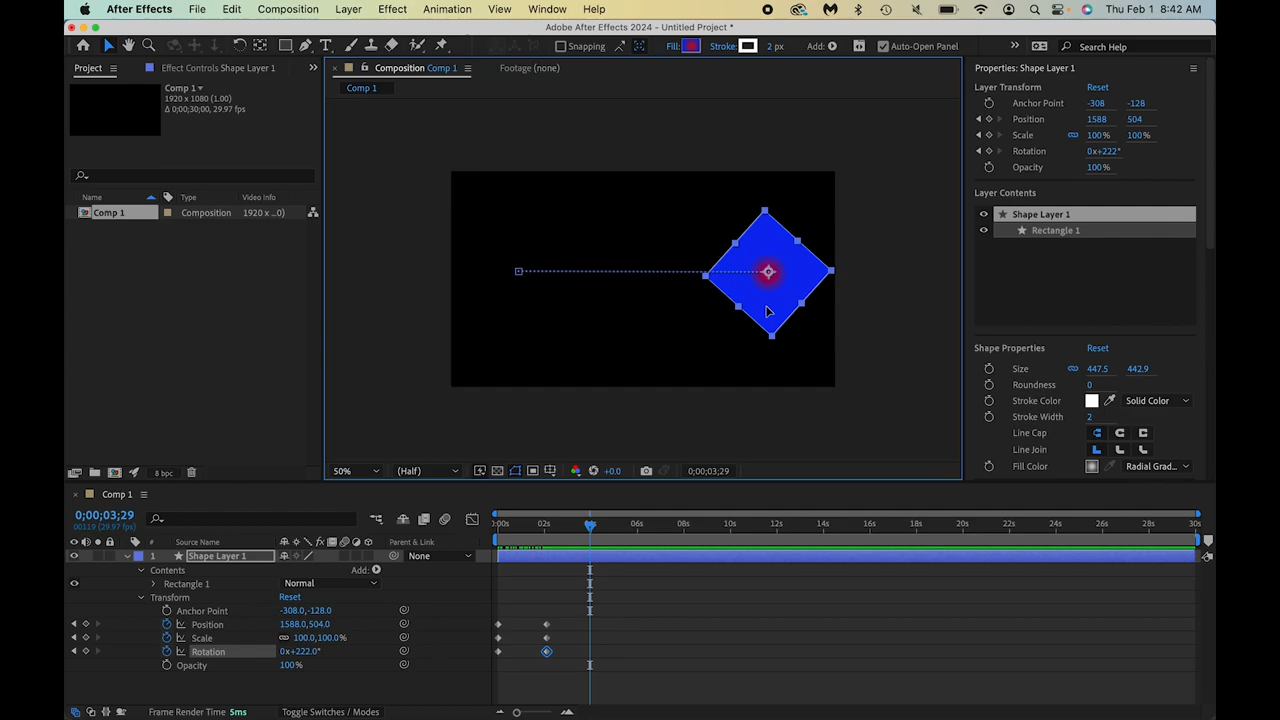 After Effects File Edit Composition Layer Effect Animation View Window Help Thu Feb 1 8:42 AM
Adobe After Effects 2024 - Untitled Project *
Snapping Fill: Stroke: 2 px Add: Auto-Open Panel Search Help
Project Effect Controls Shape Layer 1 Composition Comp 1 Footage (none) Properties: Shape Layer 1
Comp 1
1920 x 1080 (1.00)
Δ 0;00;30;00, 29.97 fps
Comp 1
Layer Transform Reset
Anchor Point -308 -128
Position 1588 504
Scale 100% 100%
Rotation 0x+222°
Opacity 100%
Name Type Video Info
Comp 1 Composition 1920 x ...0)
Layer Contents
Shape Layer 1
Rectangle 1
Shape Properties Reset
Size 447.5 442.9
Roundness 0
Stroke Color Solid Color
Stroke Width 2
Line Cap
Line Join
Fill Color Radial Grad...
8 bpc 50% (Half) +0.0 0;00;03;29
Comp 1
0;00;03;29
00119 (29.97 fps)
:00s 02s 06s 08s 10s 12s 14s 16s 18s 20s 22s 24s 26s 28s 30s
# Source Name Parent & Link
1 Shape Layer 1 None
Contents Add:
Rectangle 1 Normal
Transform Reset
Anchor Point -308.0,-128.0
Position 1588.0,504.0
Scale 100.0,100.0%
Rotation 0x+222.0°
Opacity 100%
Frame Render Time 5ms Toggle Switches / Modes